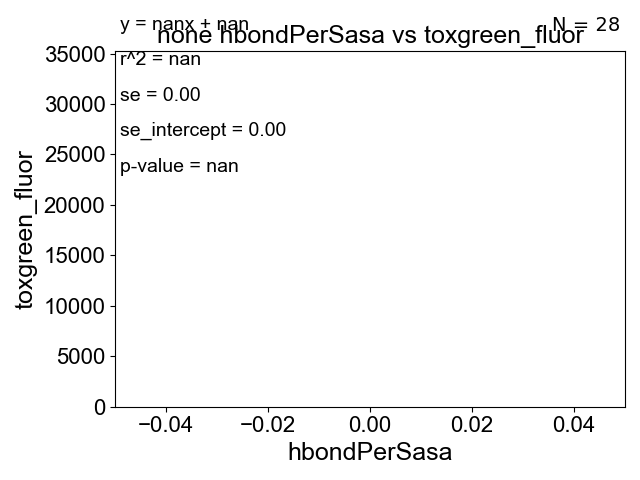 y = nanx + nan
N = 28
none hbondPerSasa vs toxgreen_fluor
r^2 = nan
se = 0.00
se_intercept = 0.00
p-value = nan
35000
30000
25000
20000
15000
10000
5000
0
toxgreen_fluor
−0.04 −0.02 0.00 0.02 0.04
hbondPerSasa